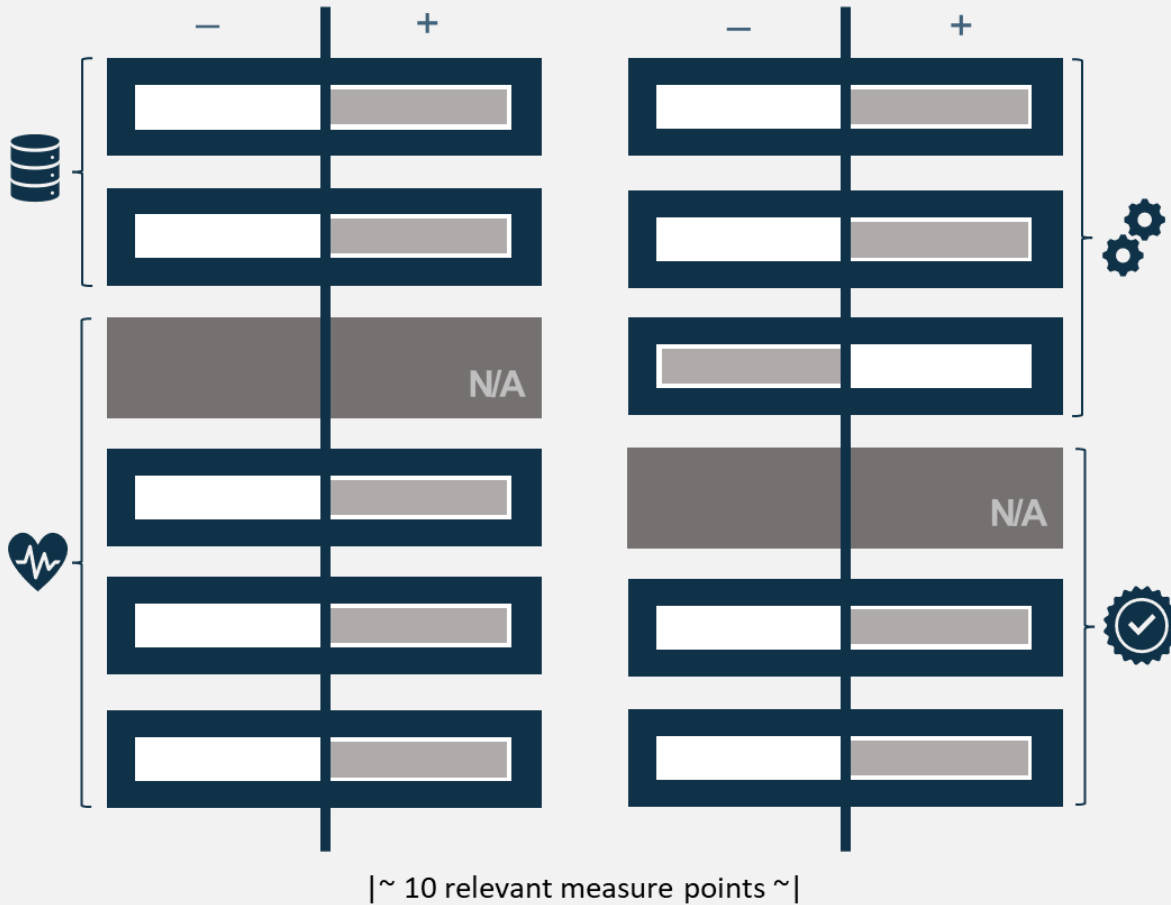 – + – +
N/A
N/A
|~ 10 relevant measure points ~|